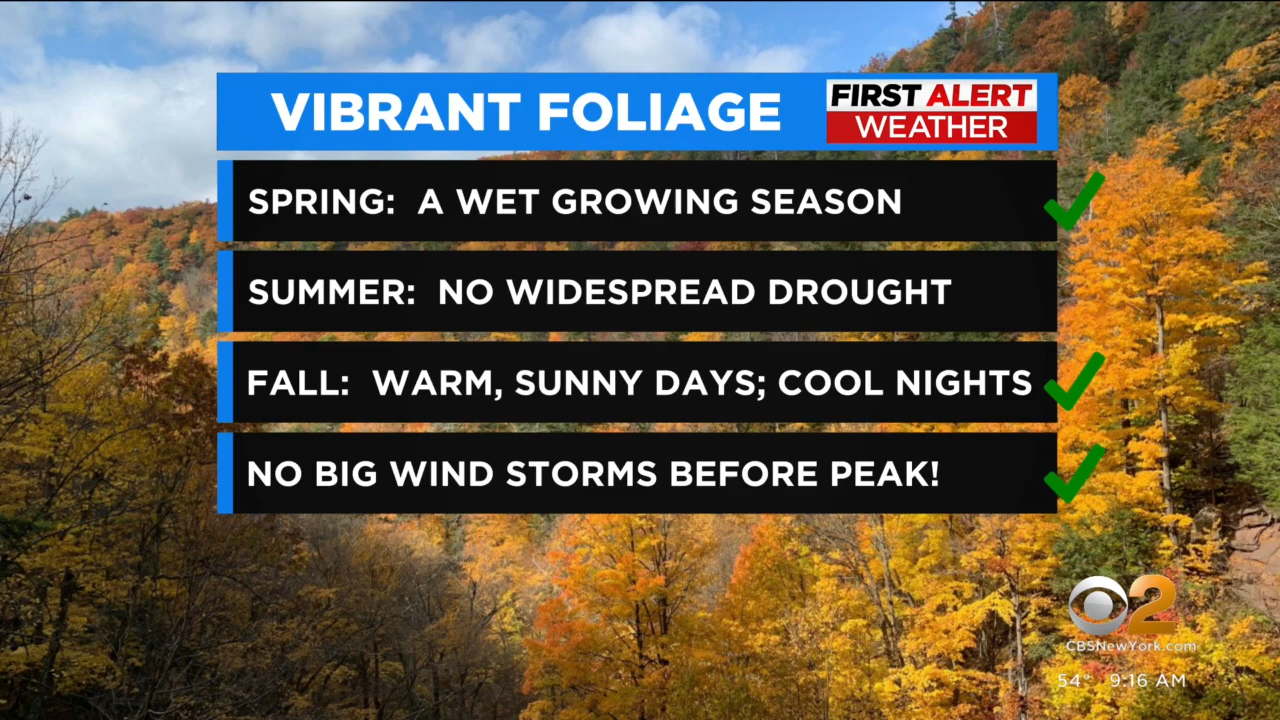 VIBRANT FOLIAGE
FIRST ALERT
WEATHER
SPRING: A WET GROWING SEASON
SUMMER: NO WIDESPREAD DROUGHT
FALL: WARM, SUNNY DAYS; COOL NIGHTS
NO BIG WIND STORMS BEFORE PEAK!
2
CBSNewYork.com
54° 9:16 AM